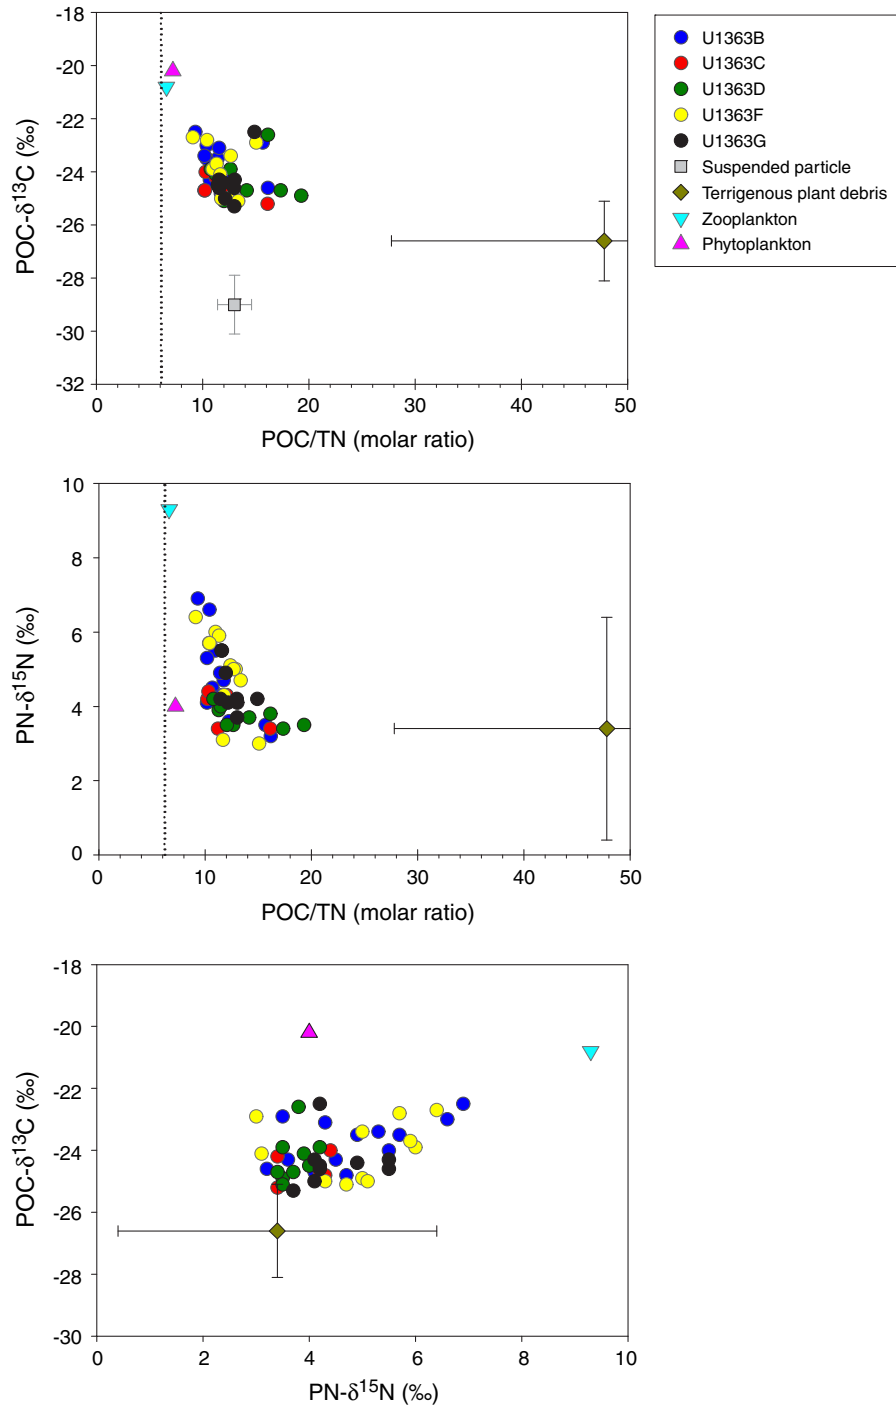 -18
-20
-22
-24
-26
-28
-30
-32
POC-δ13C (‰)
0 10 20 30 40 50
POC/TN (molar ratio)
U1363B
U1363C
U1363D
U1363F
U1363G
Suspended particle
Terrigenous plant debris
Zooplankton
Phytoplankton
10
8
6
4
2
0
PN-δ15N (‰)
0 10 20 30 40 50
POC/TN (molar ratio)
-18
-20
-22
-24
-26
-28
-30
POC-δ13C (‰)
0 2 4 6 8 10
PN-δ15N (‰)